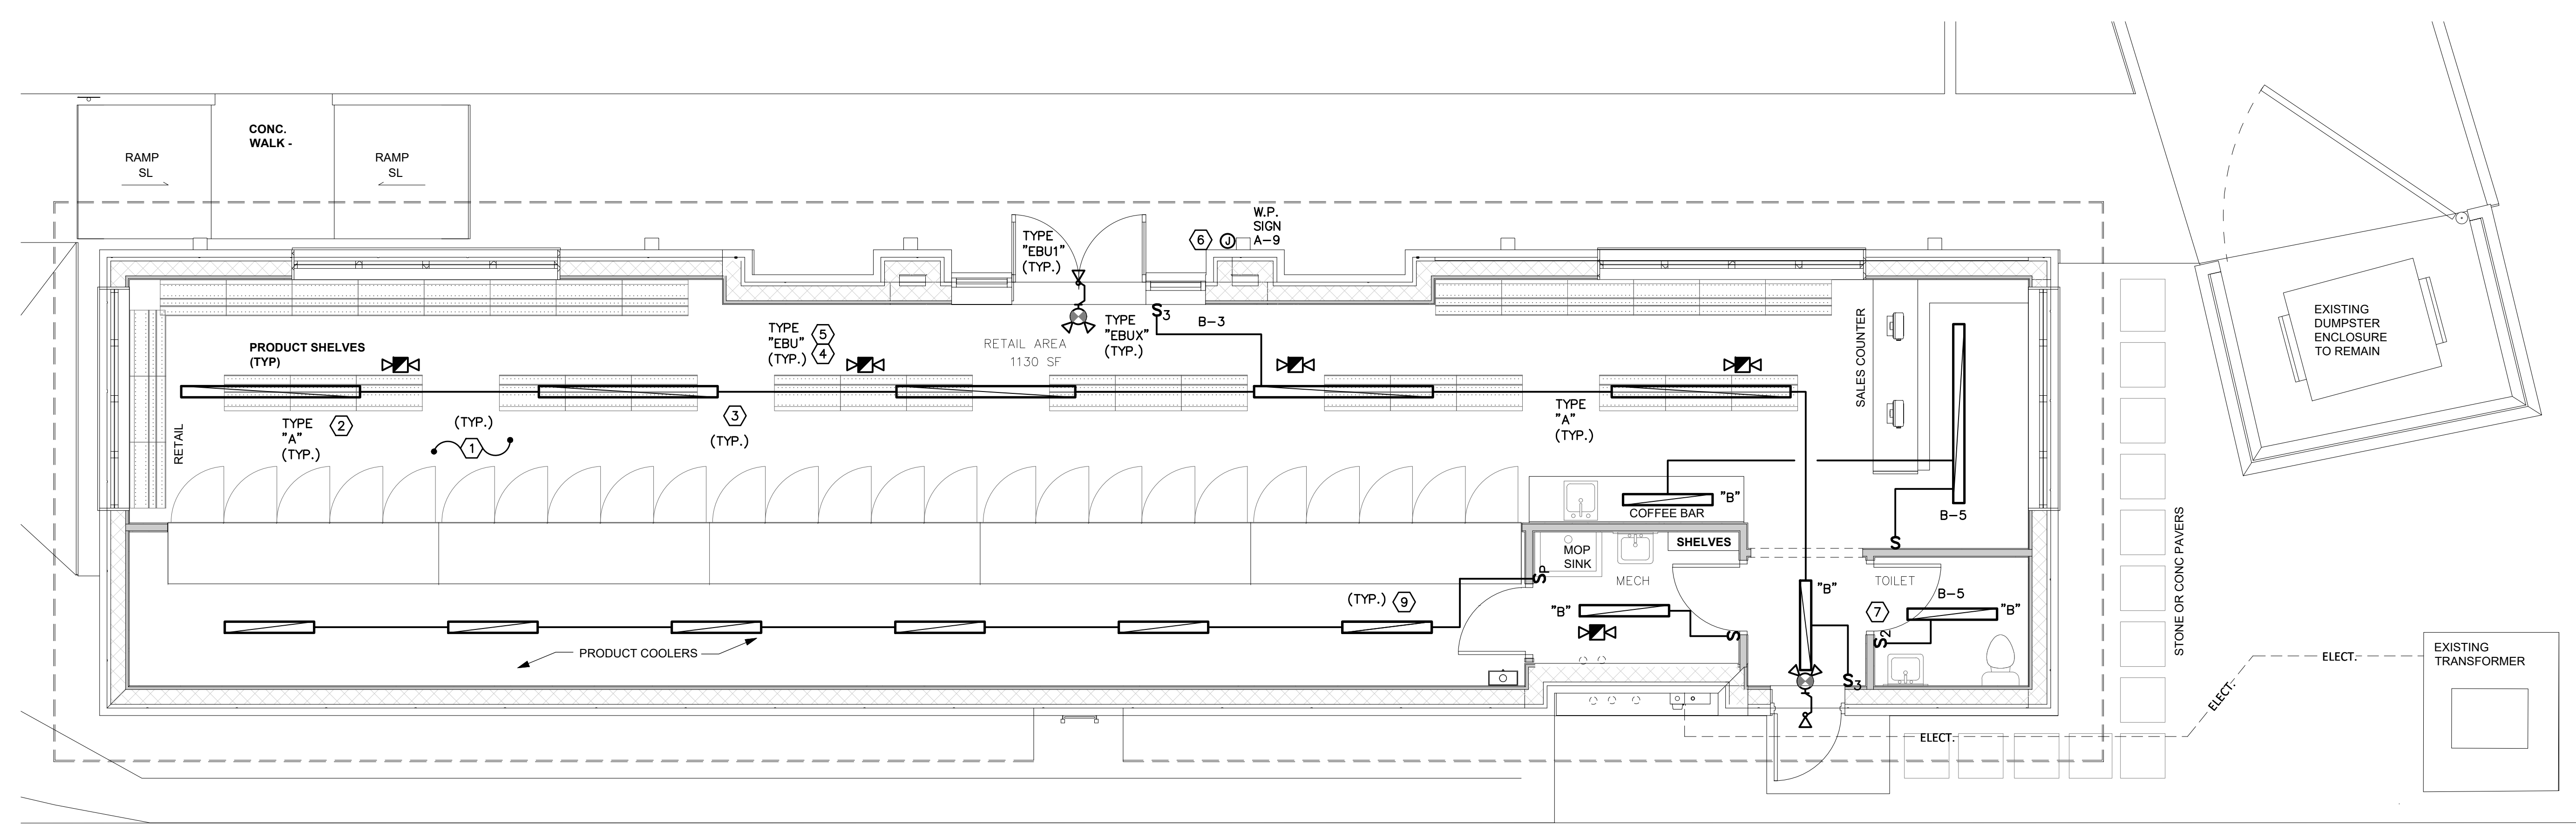 CONC.
WALK -
RAMP
SL
RAMP
SL
W.P.
SIGN
A-9
6
J
TYPE
"EBU1"
(TYP.)
S3
B-3
TYPE
"EBU"
(TYP.)
5
4
TYPE
"EBUX"
(TYP.)
RETAIL AREA
1130 SF
PRODUCT SHELVES
(TYP)
SALES COUNTER
EXISTING
DUMPSTER
ENCLOSURE
TO REMAIN
TYPE
"A"
(TYP.)
2
(TYP.)
1
3
(TYP.)
TYPE
"A"
(TYP.)
RETAIL
"B"
COFFEE BAR
B-5
S
STONE OR CONC PAVERS
MOP
SINK
SHELVES
SP
MECH
TOILET
"B"
"B"
B-5
7
"B"
(TYP.)
9
S
S2
PRODUCT COOLERS
S3
ELECT.
ELECT.
ELECT.
EXISTING
TRANSFORMER